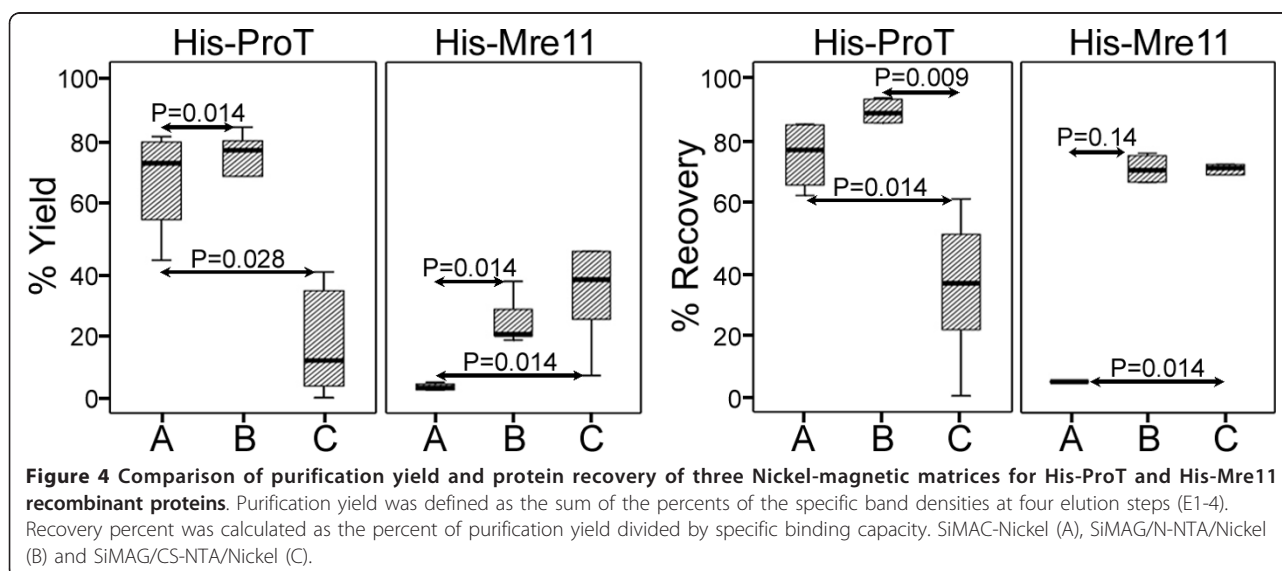 His-ProT His-Mre11 His-ProT His-Mre11
% Yield
100
80
60
40
20
0
P=0.014
P=0.028
P=0.014
P=0.014
A B C A B C
% Recovery
100
80
60
40
20
0
P=0.009
P=0.014
P=0.14
P=0.014
A B C A B C
Figure 4 Comparison of purification yield and protein recovery of three Nickel-magnetic matrices for His-ProT and His-Mre11
recombinant proteins. Purification yield was defined as the sum of the percents of the specific band densities at four elution steps (E1-4).
Recovery percent was calculated as the percent of purification yield divided by specific binding capacity. SiMAC-Nickel (A), SiMAG/N-NTA/Nickel
(B) and SiMAG/CS-NTA/Nickel (C).